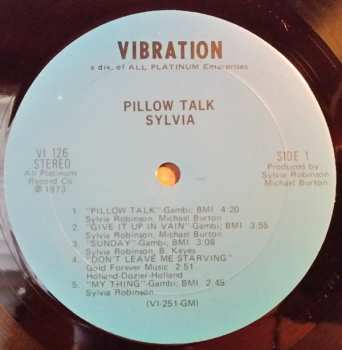 VIBRATION
a div. of ALL PLATINUM Enterprises
PILLOW TALK
SYLVIA
VI 126
STEREO
All Platinum
Record Co.
℗ 1973
SIDE 1
Produced by
Sylvia Robinson
Michael Burton
1. "PILLOW TALK"-Gambi; BMI 4:20
Sylvia Robinson, Michael Burton
2. "GIVE IT UP IN VAIN"-Gambi; BMI 3:55
Sylvia Robinson, Michael Burton
3. "SUNDAY"-Gambi; BMI 3:08
Sylvia Robinson, B. Keyes
4. "DON'T LEAVE ME STARVING"
Gold Forever Music 2:51
Holland-Dozier-Holland
5. "MY THING"-Gambi; BMI 2:45
Sylvia Robinson
(VI-251-GM)